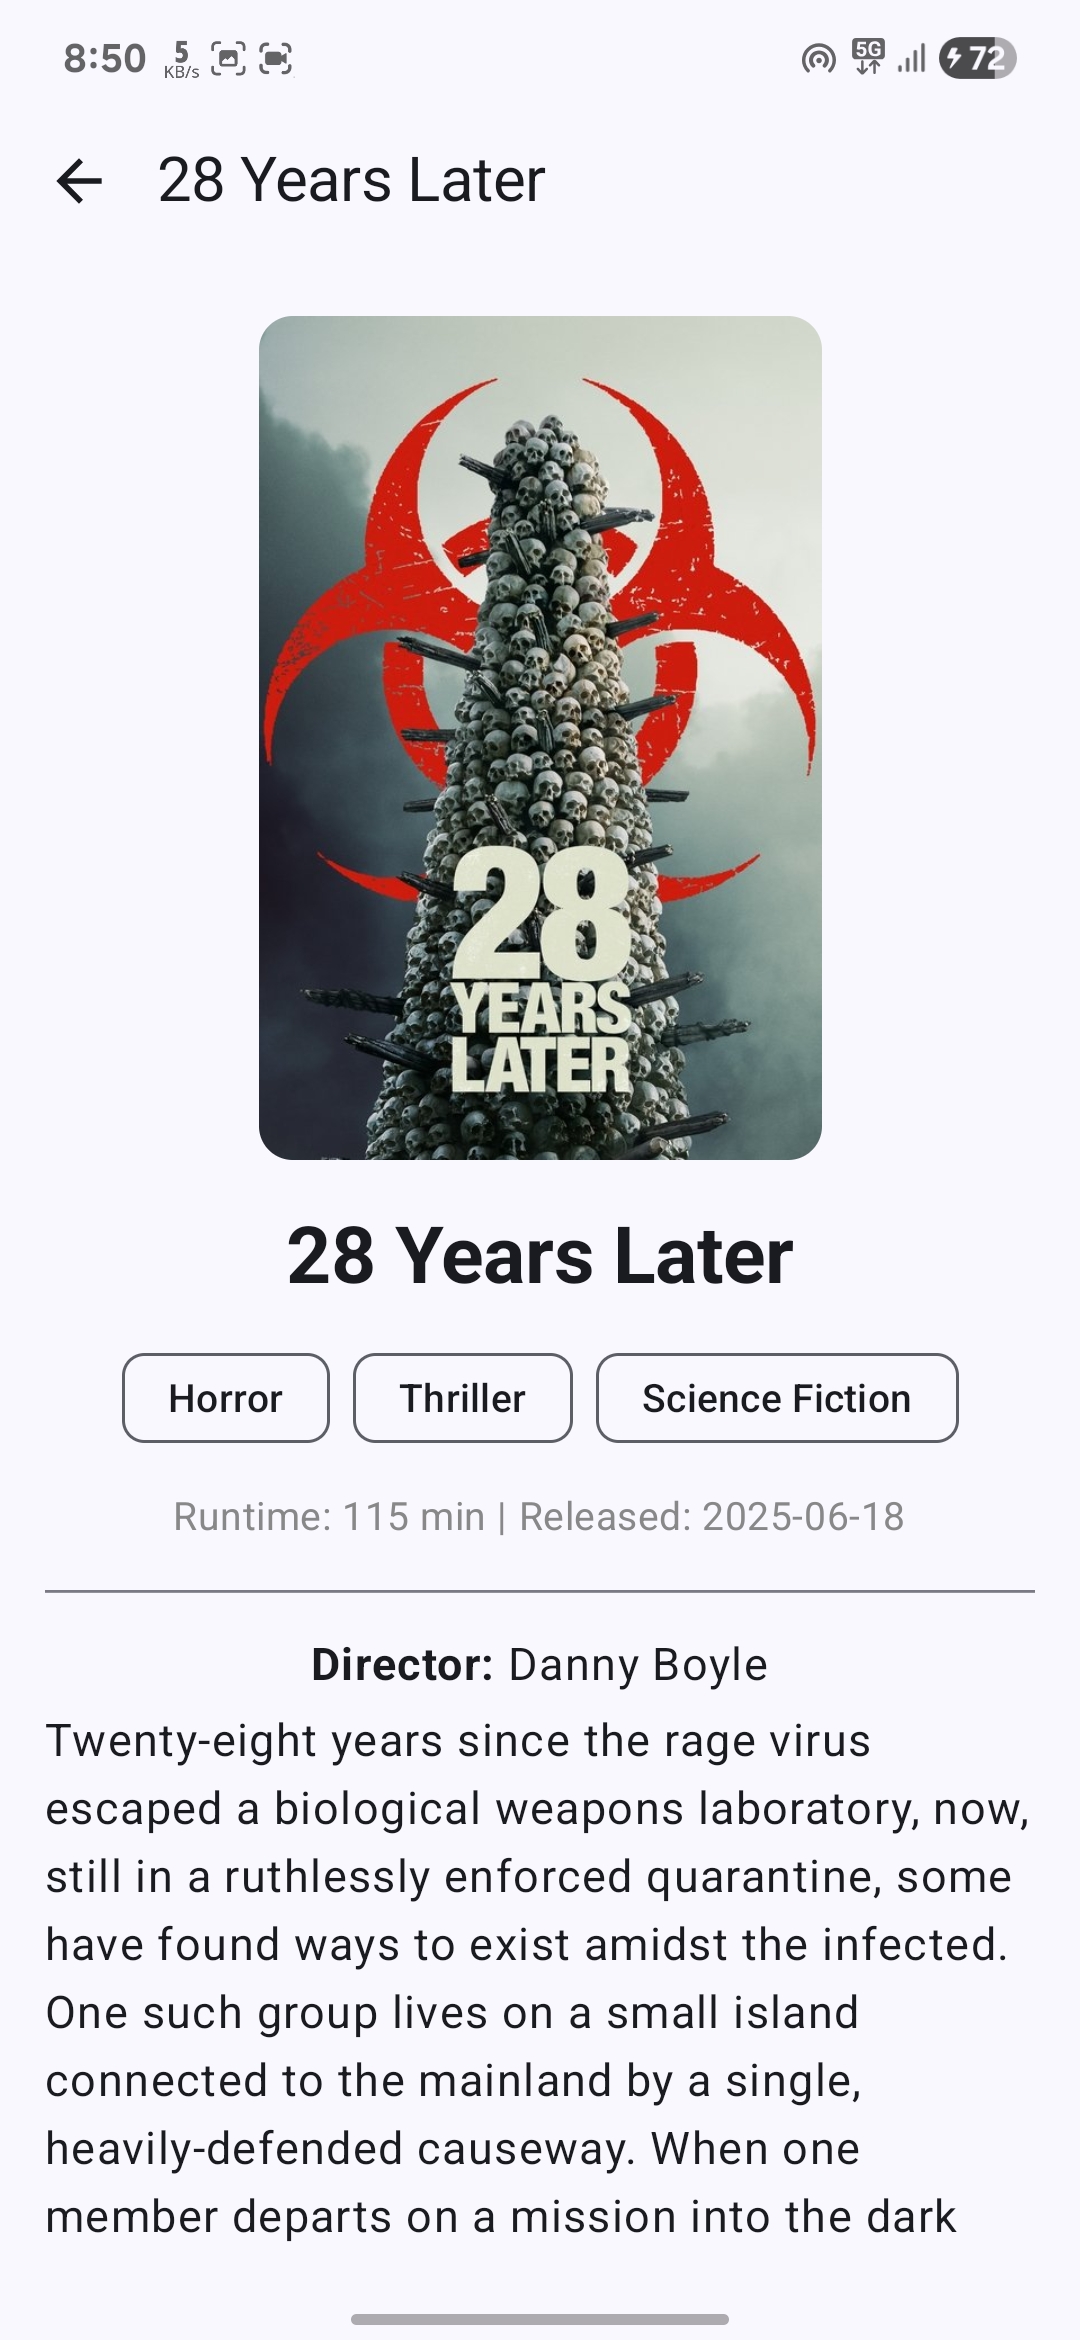 8:50 5 KB/s 5G 72
28 Years Later
28
YEARS
LATER
28 Years Later
Horror Thriller Science Fiction
Runtime: 115 min | Released: 2025-06-18
Director: Danny Boyle
Twenty-eight years since the rage virus
escaped a biological weapons laboratory, now,
still in a ruthlessly enforced quarantine, some
have found ways to exist amidst the infected.
One such group lives on a small island
connected to the mainland by a single,
heavily-defended causeway. When one
member departs on a mission into the dark